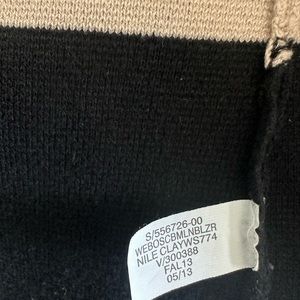 S/556726-00
WEBOSCBMLNBLZR
NILE CLAYWS774
V/300388
FAL13
05/13